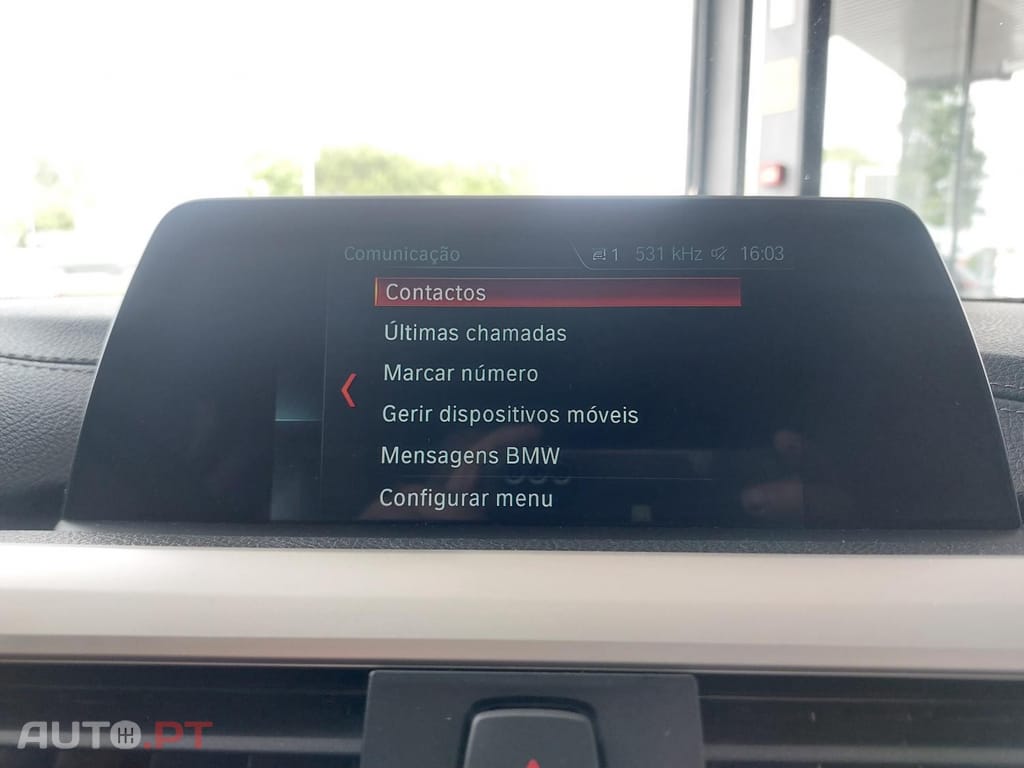 Comunicação 1 531 kHz 16:03
Contactos
Últimas chamadas
Marcar número
Gerir dispositivos móveis
Mensagens BMW
Configurar menu
AUTO.PT